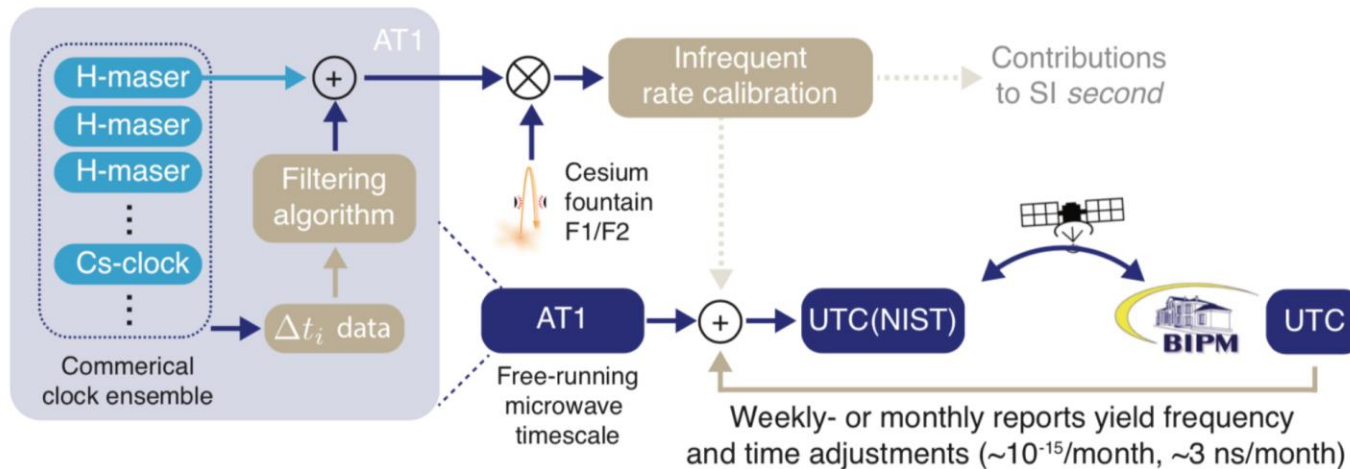 AT1
H-maser
H-maser
H-maser
Cs-clock
Commerical
clock ensemble
Filtering
algorithm
Δtᵢ data
+
Infrequent
rate calibration
Contributions
to SI second
Cesium
fountain
F1/F2
AT1
Free-running
microwave
timescale
+
UTC(NIST)
BIPM
UTC
Weekly- or monthly reports yield frequency
and time adjustments (~10⁻¹⁵/month, ~3 ns/month)